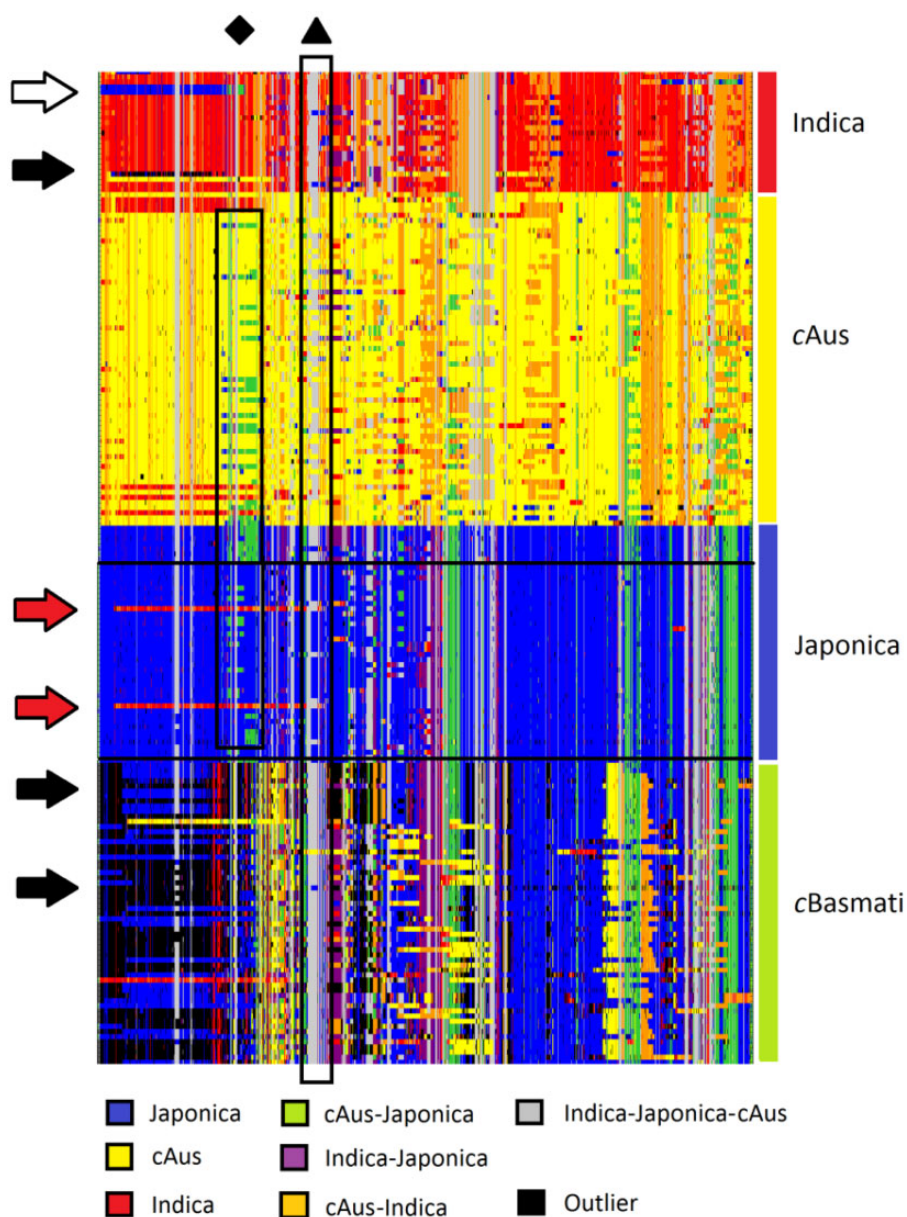 Indica
cAus
Japonica
cBasmati
Japonica
cAus-Japonica
Indica-Japonica-cAus
cAus
Indica-Japonica
Indica
cAus-Indica
Outlier